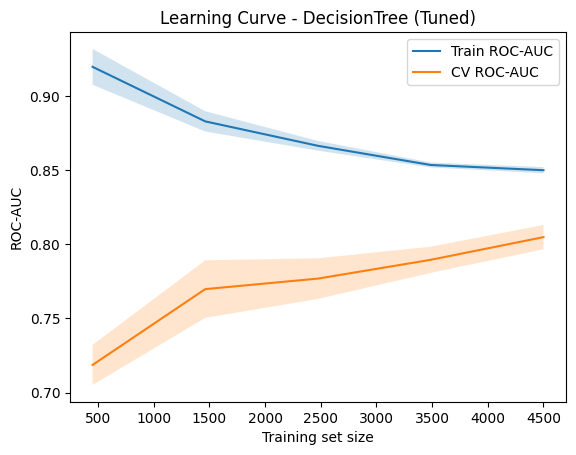 Learning Curve - DecisionTree (Tuned)
Train ROC-AUC
CV ROC-AUC
ROC-AUC
0.90
0.85
0.80
0.75
0.70
500 1000 1500 2000 2500 3000 3500 4000 4500
Training set size